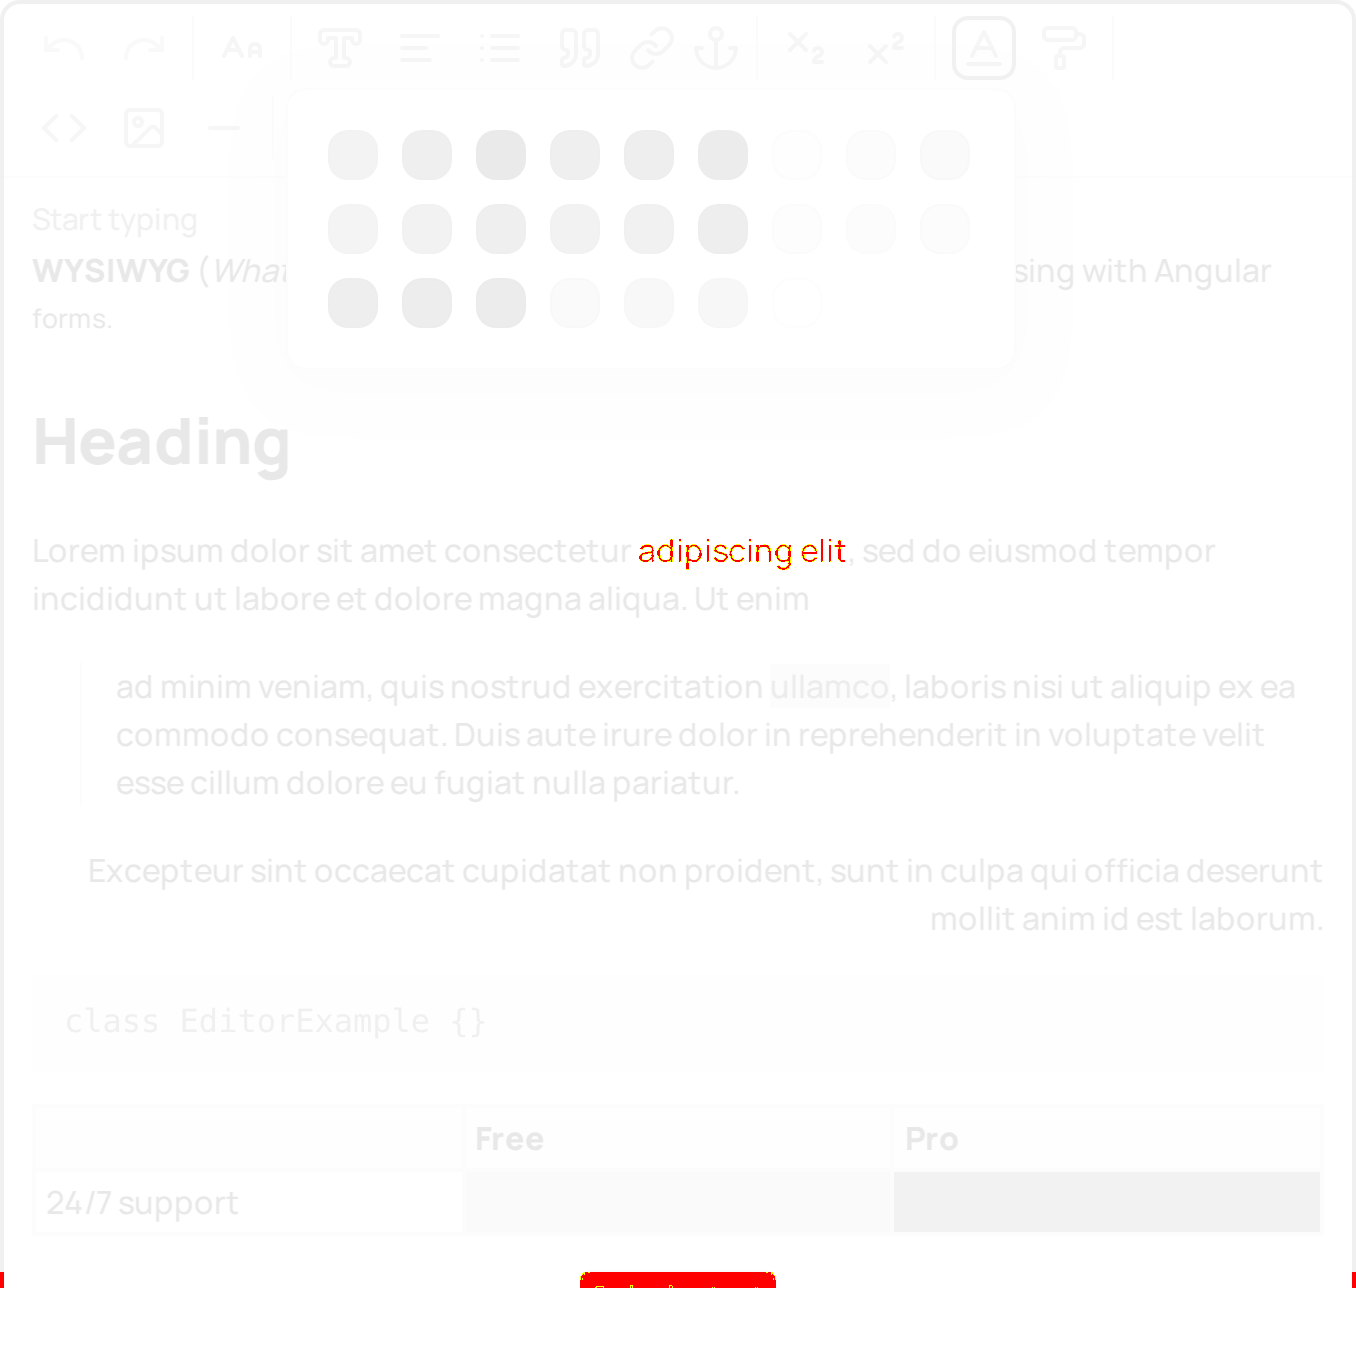 Start typing
WYSIWYG (What sing with Angular
forms.
Heading
Lorem ipsum dolor sit amet consectetur adipiscing elit, sed do eiusmod tempor
incididunt ut labore et dolore magna aliqua. Ut enim
ad minim veniam, quis nostrud exercitation ullamco, laboris nisi ut aliquip ex ea
commodo consequat. Duis aute irure dolor in reprehenderit in voluptate velit
esse cillum dolore eu fugiat nulla pariatur.
Excepteur sint occaecat cupidatat non proident, sunt in culpa qui officia deserunt
mollit anim id est laborum.
class EditorExample {}
Free Pro
24/7 support